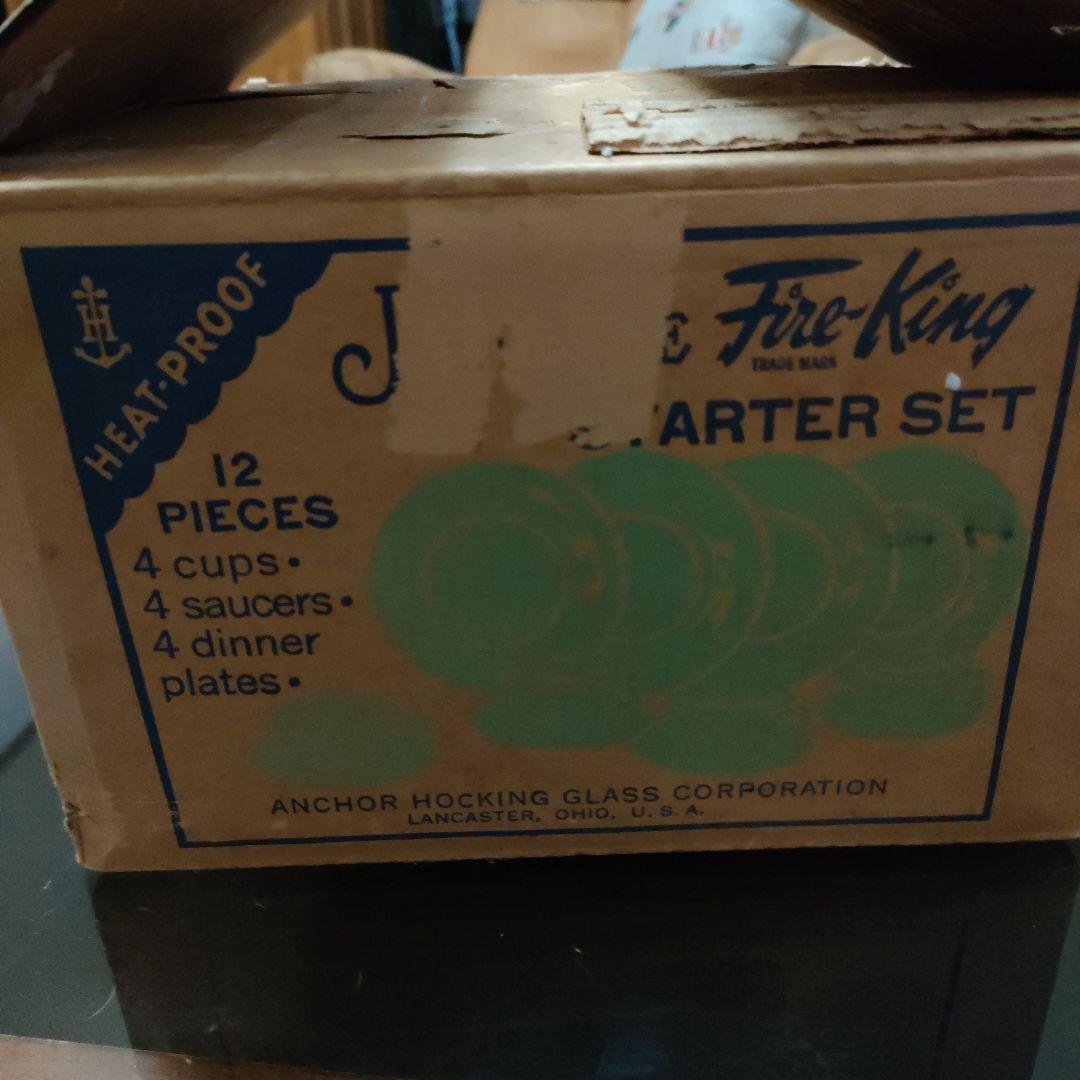 HEAT-PROOF
J E Fire-King
TRADE MARK
STARTER SET
12
PIECES
4 cups•
4 saucers•
4 dinner
plates•
ANCHOR HOCKING GLASS CORPORATION
LANCASTER, OHIO, U.S.A.